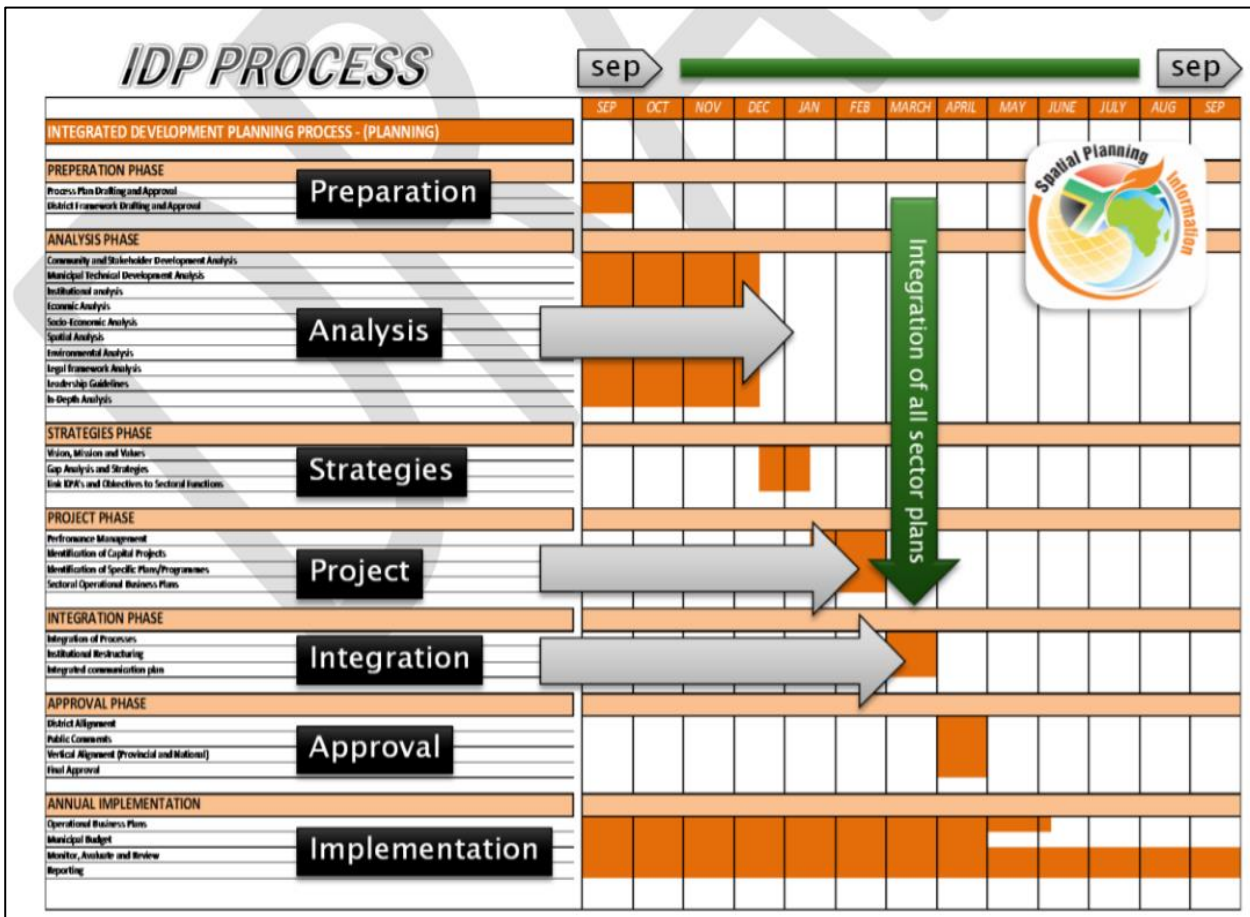 IDP PROCESS
sep
sep
SEP OCT NOV DEC JAN FEB MARCH APRIL MAY JUNE JULY AUG SEP
INTEGRATED DEVELOPMENT PLANNING PROCESS - (PLANNING)
Spatial Planning
Information
PREPERATION PHASE
Preparation
Process Plan Drafting and Approval
District Framework Drafting and Approval
Integration of all sector plans
ANALYSIS PHASE
Community and Stakeholder Development Analysis
Municipal Technical Development Analysis
Institutional analysis
Economic Analysis
Socio-Economic Analysis
Analysis
Spatial Analysis
Environmental Analysis
Legal framework Analysis
Leadership Guidelines
In-Depth Analysis
STRATEGIES PHASE
Vision, Mission and Values
Strategies
Gap Analysis and Strategies
Link KPA's and Objectives to Sectoral Functions
PROJECT PHASE
Perfromance Management
Identification of Capital Projects
Project
Identification of Specific Plans/Programmes
Sectoral Operational Business Plans
INTEGRATION PHASE
Integration of Processes
Integration
Institutional Restructuring
Integrated communication plan
APPROVAL PHASE
District Allignment
Public Comments
Approval
Vertical Alignment (Provincial and National)
Final Approval
ANNUAL IMPLEMENTATION
Operational Business Plans
Municipal Budget
Implementation
Monitor, Avaluate and Review
Reporting